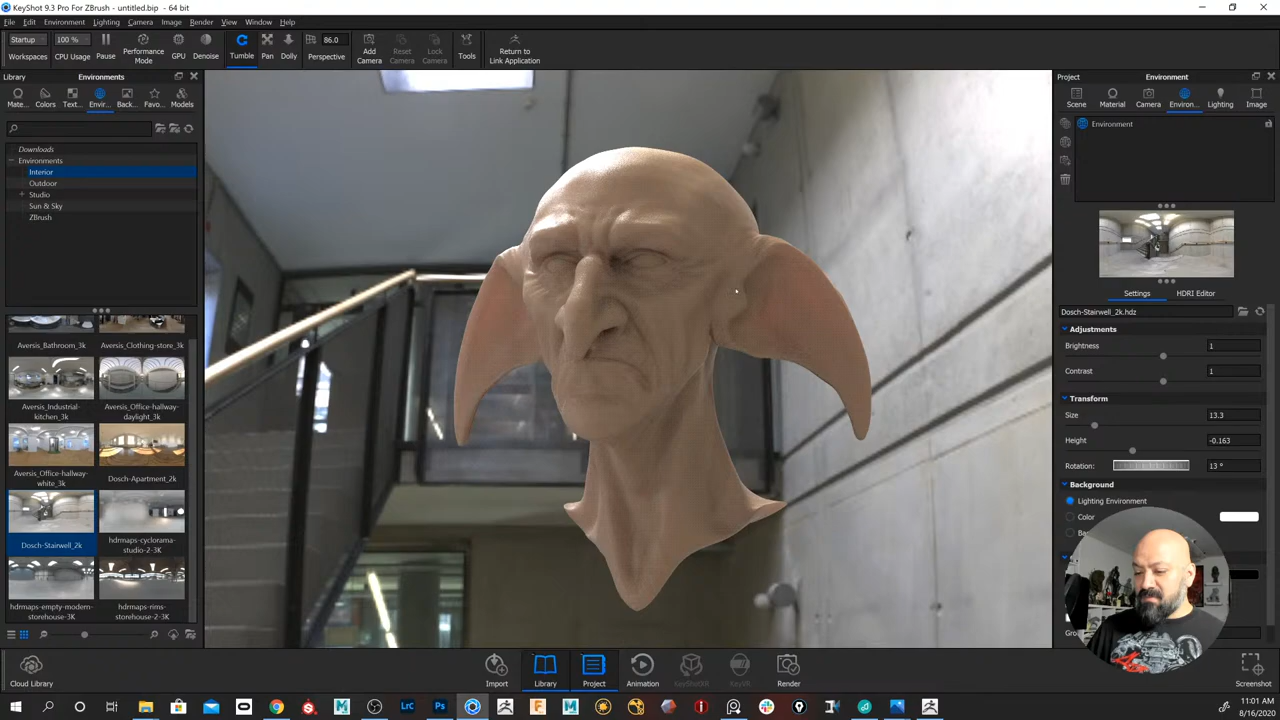 KeyShot 9.3 Pro For ZBrush - untitled.bip - 64 bit
File Edit Environment Lighting Camera Image Render View Window Help
Startup 100 % 86.0
Workspaces CPU Usage Pause Performance Mode GPU Denoise Tumble Pan Dolly Perspective Add Camera Reset Camera Lock Camera Tools Return to Link Application
Library Environments
Mate... Colors Text... Envir... Back... Favo... Models
Downloads
Environments
Interior
Outdoor
Studio
Sun & Sky
ZBrush
Aversis_Bathroom_3k Aversis_Clothing-store_3k
Aversis_Industrial-kitchen_3k Aversis_Office-hallway-daylight_3k
Aversis_Office-hallway-white_3k Dosch-Apartment_2k
Dosch-Stairwell_2k hdrmaps-cyclorama-studio-2-3K
hdrmaps-empty-modern-storehouse-3K hdrmaps-rims-storehouse-2-3K
Project Environment
Scene Material Camera Environ... Lighting Image
Environment
Settings HDRI Editor
Dosch-Stairwell_2k.hdz
Adjustments
Brightness 1
Contrast 1
Transform
Size 13.3
Height -0.163
Rotation: 13 °
Background
Lighting Environment
Color
Cloud Library Import Library Project Animation KeyShotXR KeyVR Render Screenshot
LrC Ps
11:01 AM
8/16/2020